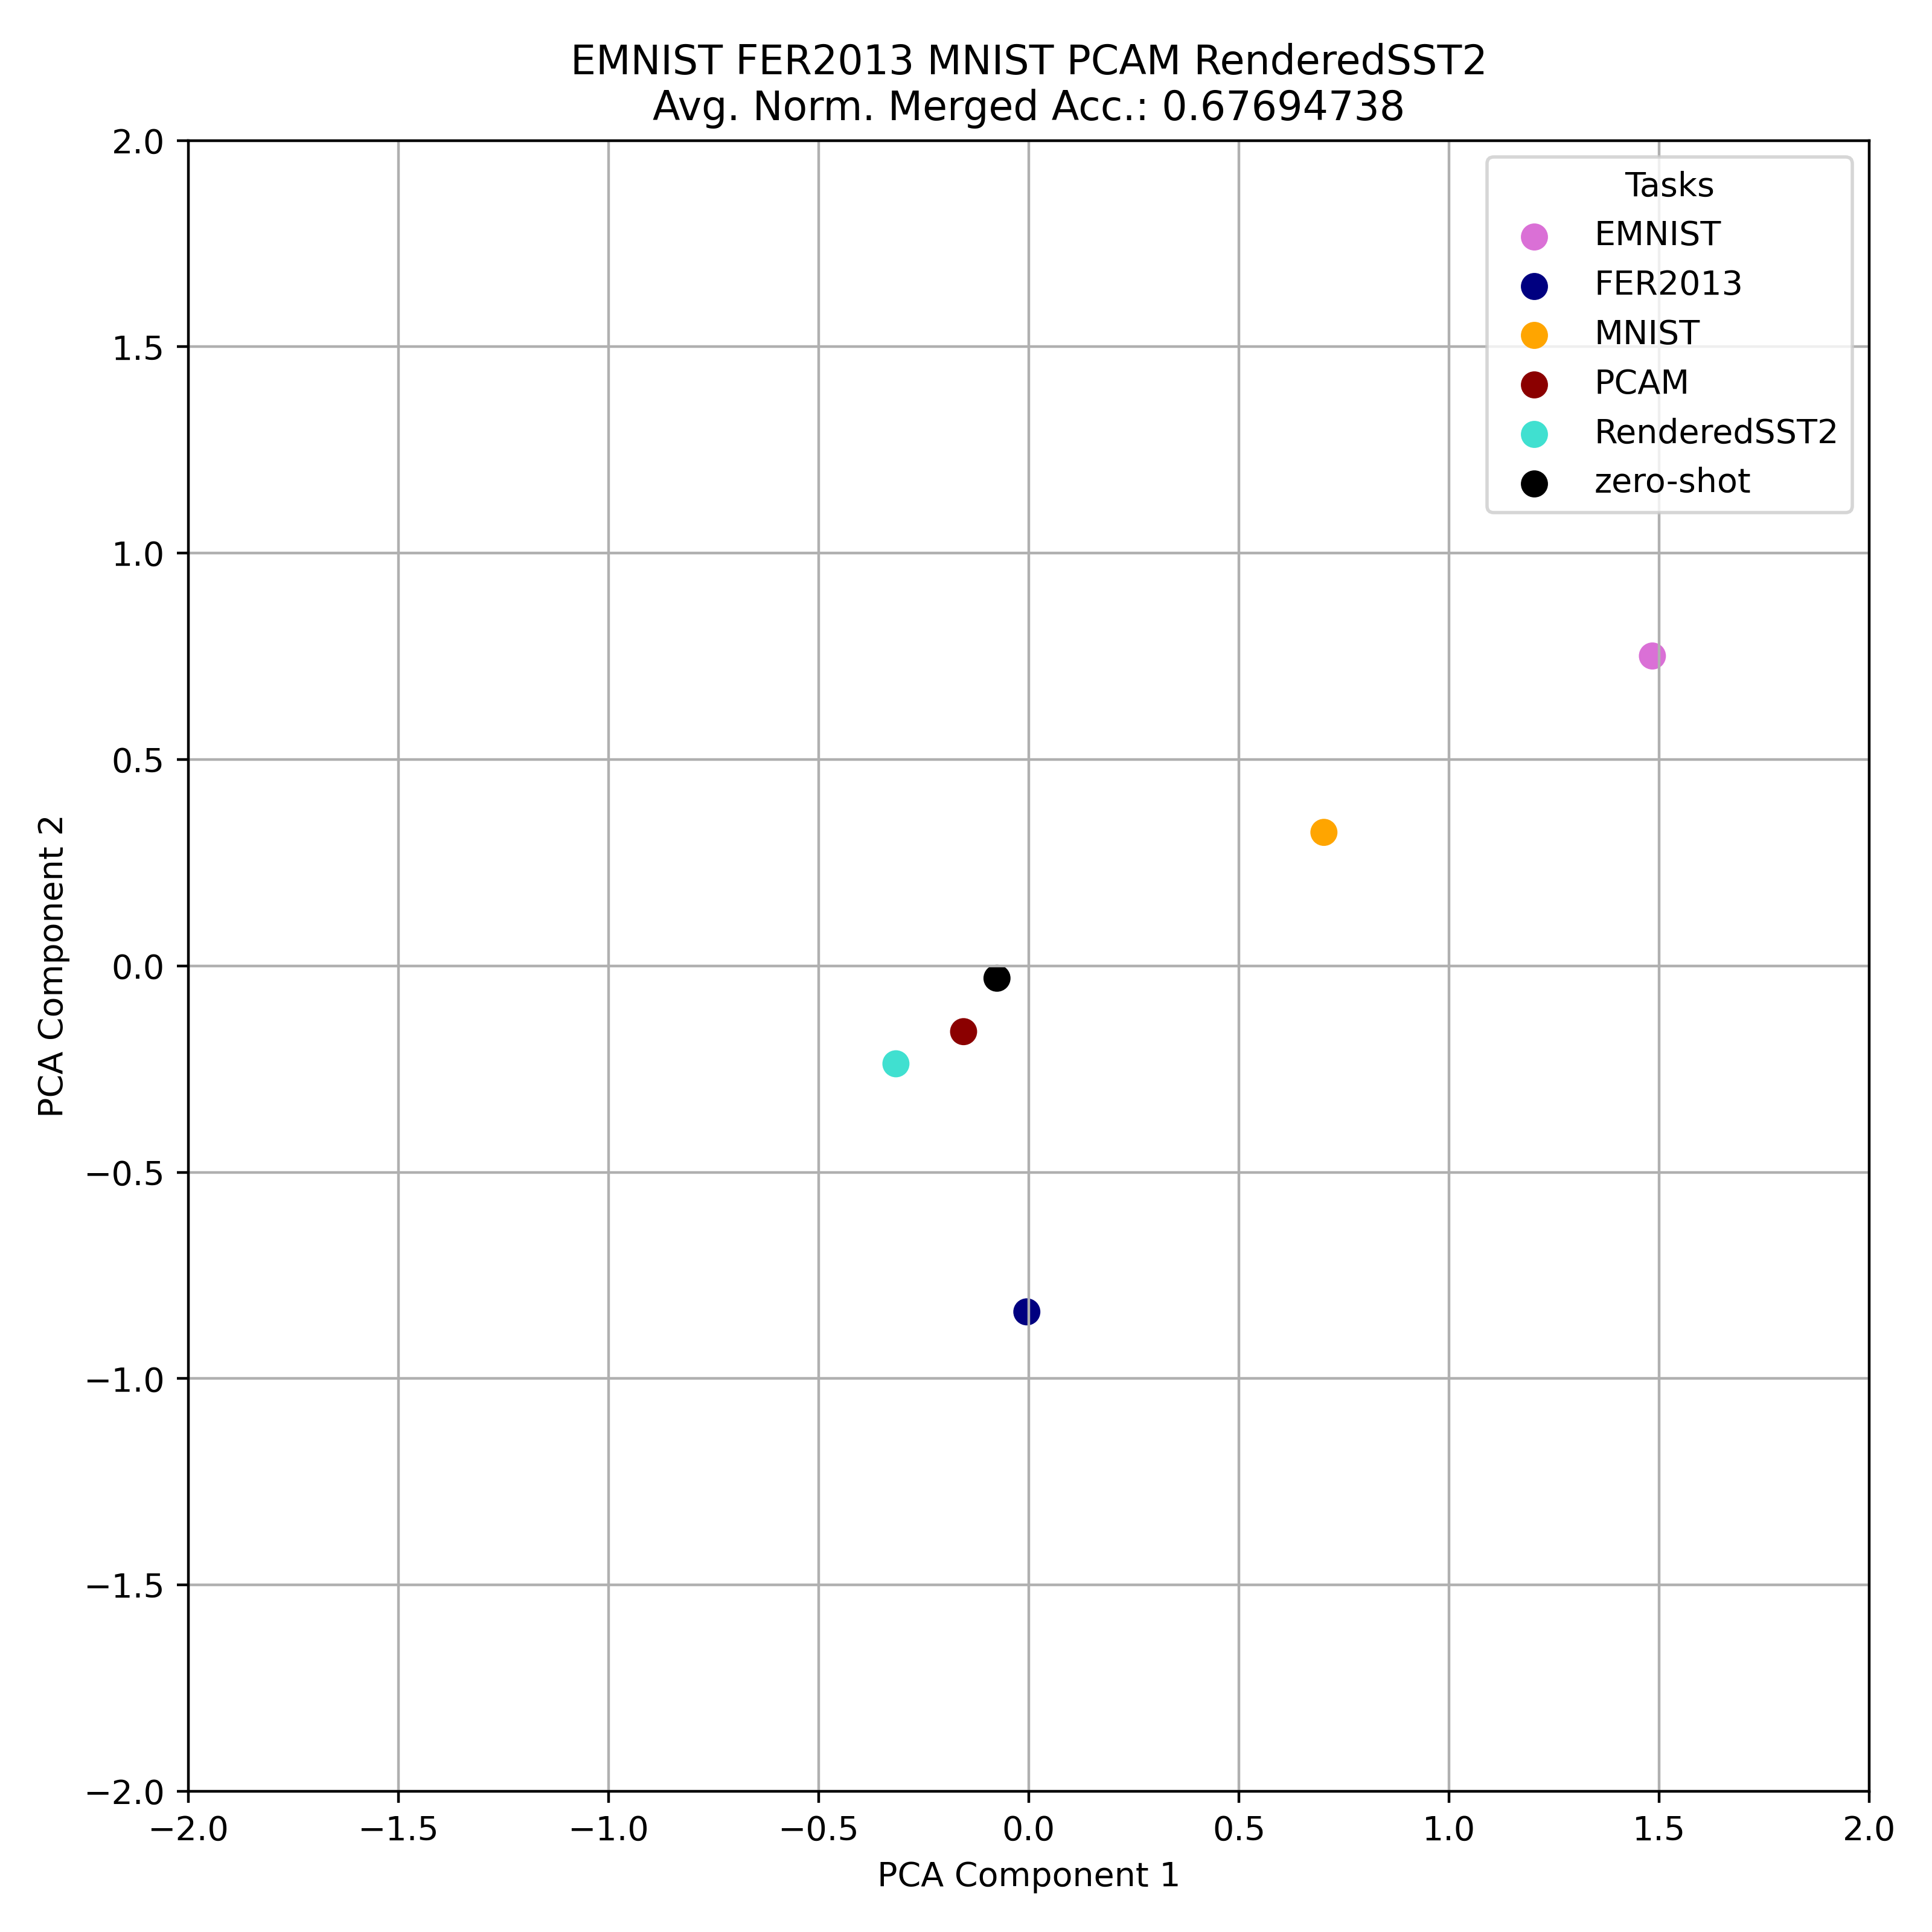 EMNIST FER2013 MNIST PCAM RenderedSST2
Avg. Norm. Merged Acc.: 0.67694738
Tasks
EMNIST
FER2013
MNIST
PCAM
RenderedSST2
zero-shot
PCA Component 2
2.0
1.5
1.0
0.5
0.0
−0.5
−1.0
−1.5
−2.0
−2.0 −1.5 −1.0 −0.5 0.0 0.5 1.0 1.5 2.0
PCA Component 1